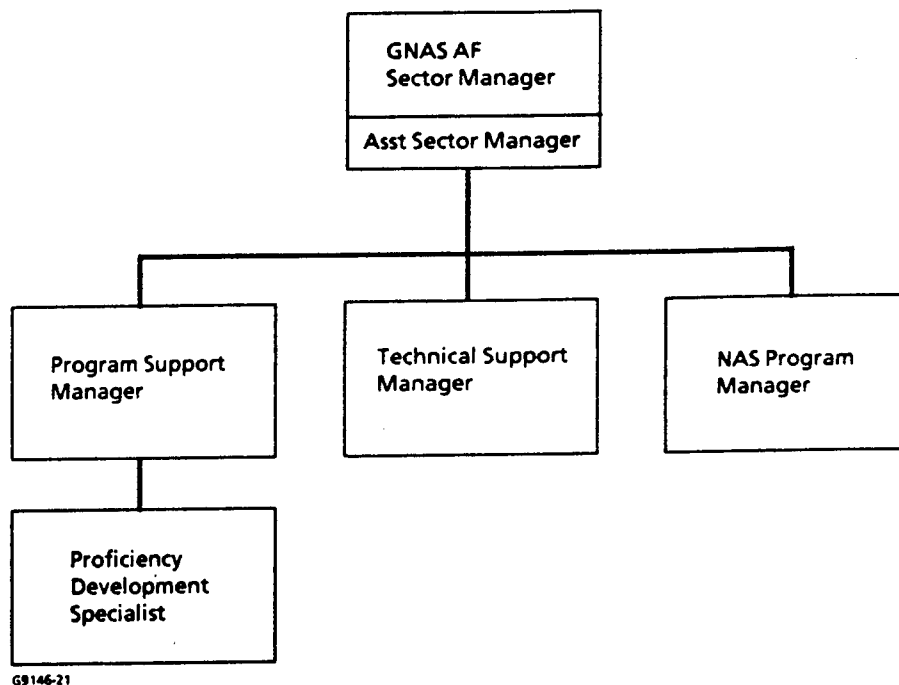 GNAS AF
Sector Manager
Asst Sector Manager
Program Support
Manager
Technical Support
Manager
NAS Program
Manager
Proficiency
Development
Specialist
G9146-21